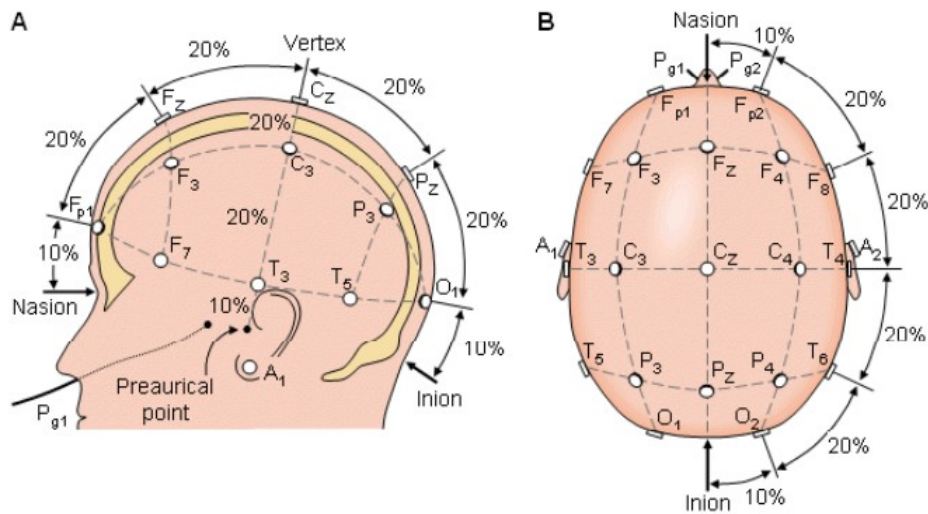 A
Vertex
20%
20%
20%
20%
20%
20%
10%
10%
10%
20%
Fz
Cz
Pz
Fp1
F3
C3
P3
F7
T3
T5
O1
A1
Nasion
Preaurical
point
Inion
Pg1
B
Nasion
10%
Pg1
Pg2
Fp1
Fp2
20%
F7
F3
Fz
F4
F8
20%
A1
T3
C3
Cz
C4
T4
A2
20%
T5
P3
Pz
P4
T6
O1
O2
20%
10%
Inion